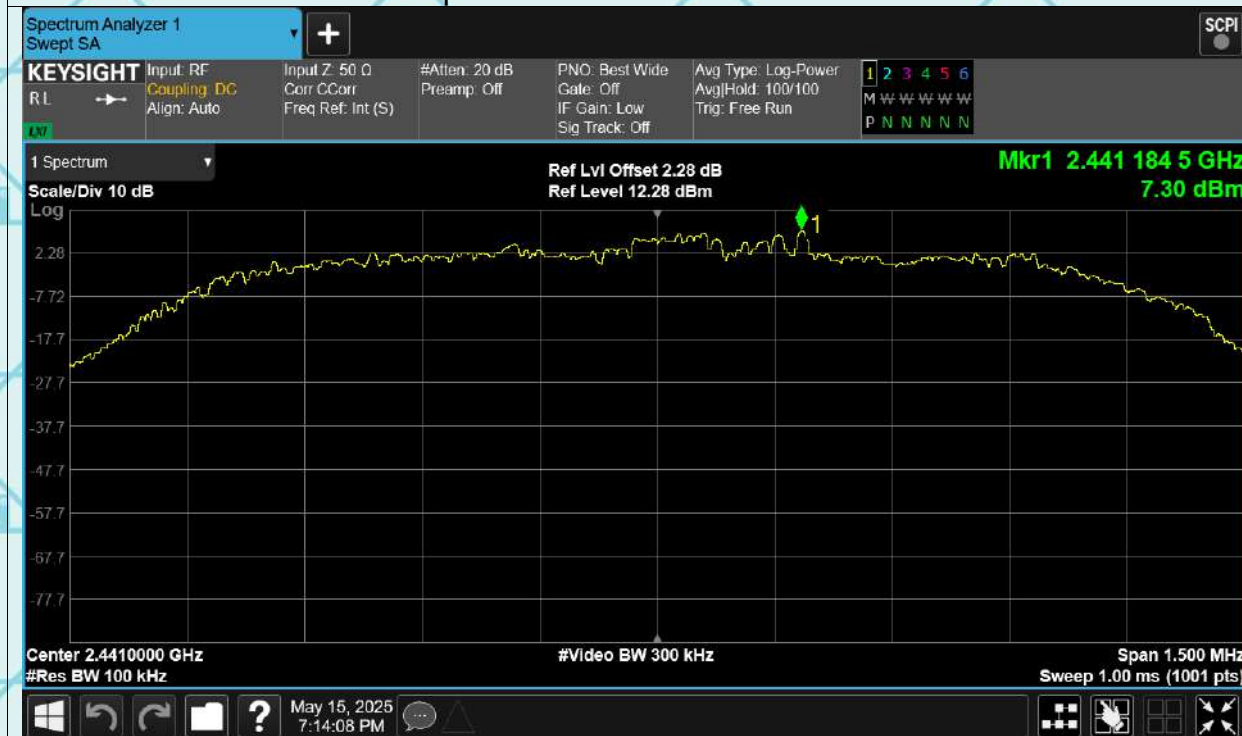 Spectrum Analyzer 1
Swept SA
+
SCPI
KEYSIGHT
RL
LXI
Input: RF
Coupling: DC
Align: Auto
Input Z: 50 Ω
Corr CCorr
Freq Ref: Int (S)
#Atten: 20 dB
Preamp: Off
PNO: Best Wide
Gate: Off
IF Gain: Low
Sig Track: Off
Avg Type: Log-Power
Avg|Hold: 100/100
Trig: Free Run
1 2 3 4 5 6
M W W W W W
P N N N N N
1 Spectrum
Scale/Div 10 dB
Ref Lvl Offset 2.28 dB
Ref Level 12.28 dBm
Mkr1 2.441 184 5 GHz
7.30 dBm
Log
1
2.28
-7.72
-17.7
-27.7
-37.7
-47.7
-57.7
-67.7
-77.7
Center 2.4410000 GHz
#Video BW 300 kHz
Span 1.500 MHz
#Res BW 100 kHz
Sweep 1.00 ms (1001 pts)
?
May 15, 2025
7:14:08 PM